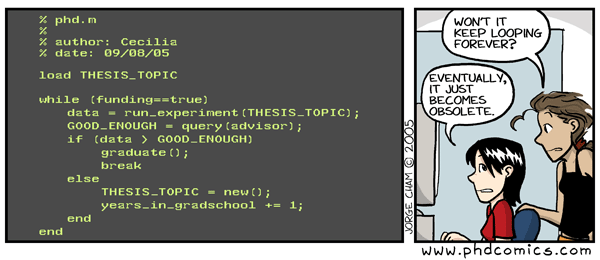 % phd.m
%
% author: Cecilia
% date: 09/08/05
load THESIS_TOPIC
while (funding==true)
data = run_experiment(THESIS_TOPIC);
GOOD_ENOUGH = query(advisor);
if (data > GOOD_ENOUGH)
graduate();
break
else
THESIS_TOPIC = new();
years_in_gradschool += 1;
end
end
WON'T IT
KEEP LOOPING
FOREVER?
EVENTUALLY,
IT JUST
BECOMES
OBSOLETE.
JORGE CHAM © 2005
www.phdcomics.com